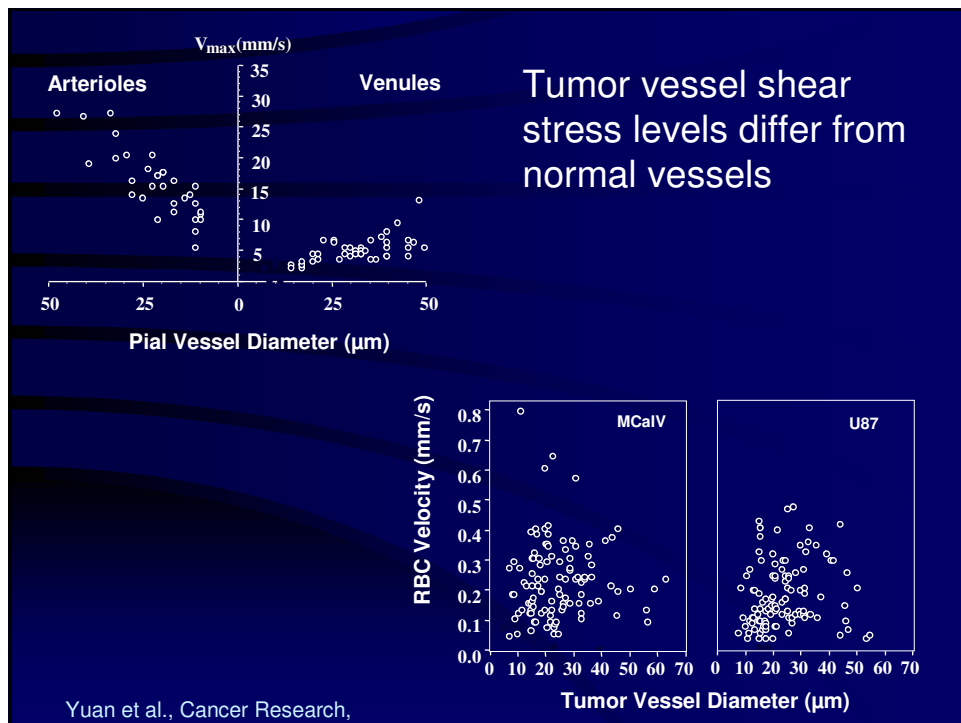 V_max(mm/s)
Arterioles
Venules
35
30
25
20
15
10
5
50 25 0 25 50
Pial Vessel Diameter (µm)
Tumor vessel shear
stress levels differ from
normal vessels
RBC Velocity (mm/s)
0.8
0.7
0.6
0.5
0.4
0.3
0.2
0.1
0.0
MCaIV
U87
0 10 20 30 40 50 60 70
0 10 20 30 40 50 60 70
Tumor Vessel Diameter (µm)
Yuan et al., Cancer Research,